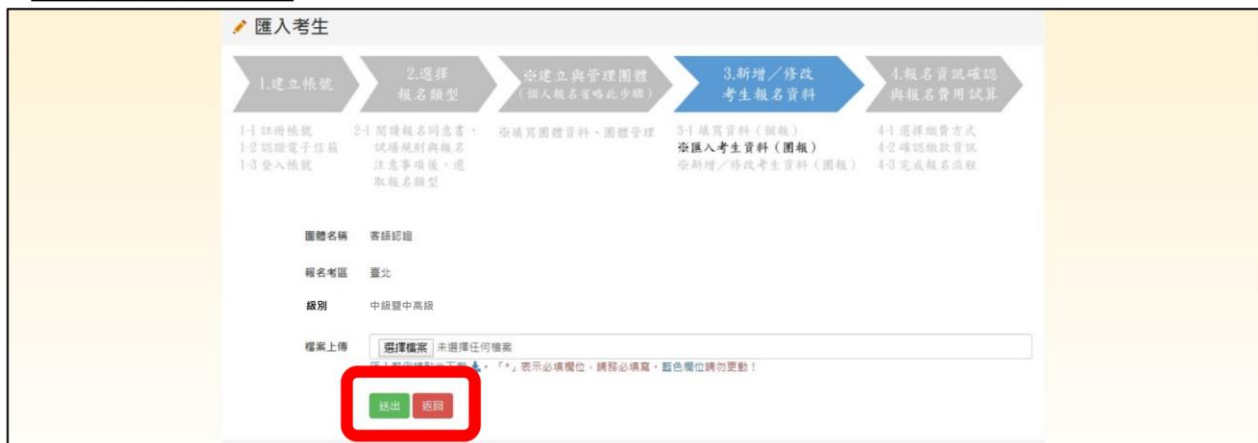 匯入考生
1.建立帳號
2.選擇
報名類型
※建立與管理團體
(個人報名省略此步驟)
3.新增／修改
考生報名資料
4.報名資訊確認
與報名費用試算
1-1 註冊帳號
1-2 認證電子信箱
1-3 登入帳號
2-1 閱讀報名同意書、
試場規則與報名
注意事項後，選
取報名類型
※填寫團體資料、團體管理
3-1 填寫資料（個報）
※匯入考生資料（團報）
※新增／修改考生資料（團報）
4-1 選擇繳費方式
4-2 確認繳款資訊
4-3 完成報名流程
團體名稱 客語認證
報名考區 臺北
級別 中級暨中高級
檔案上傳 選擇檔案 未選擇任何檔案
「*」表示必填欄位，請務必填寫，藍色欄位請勿更動！
送出 返回